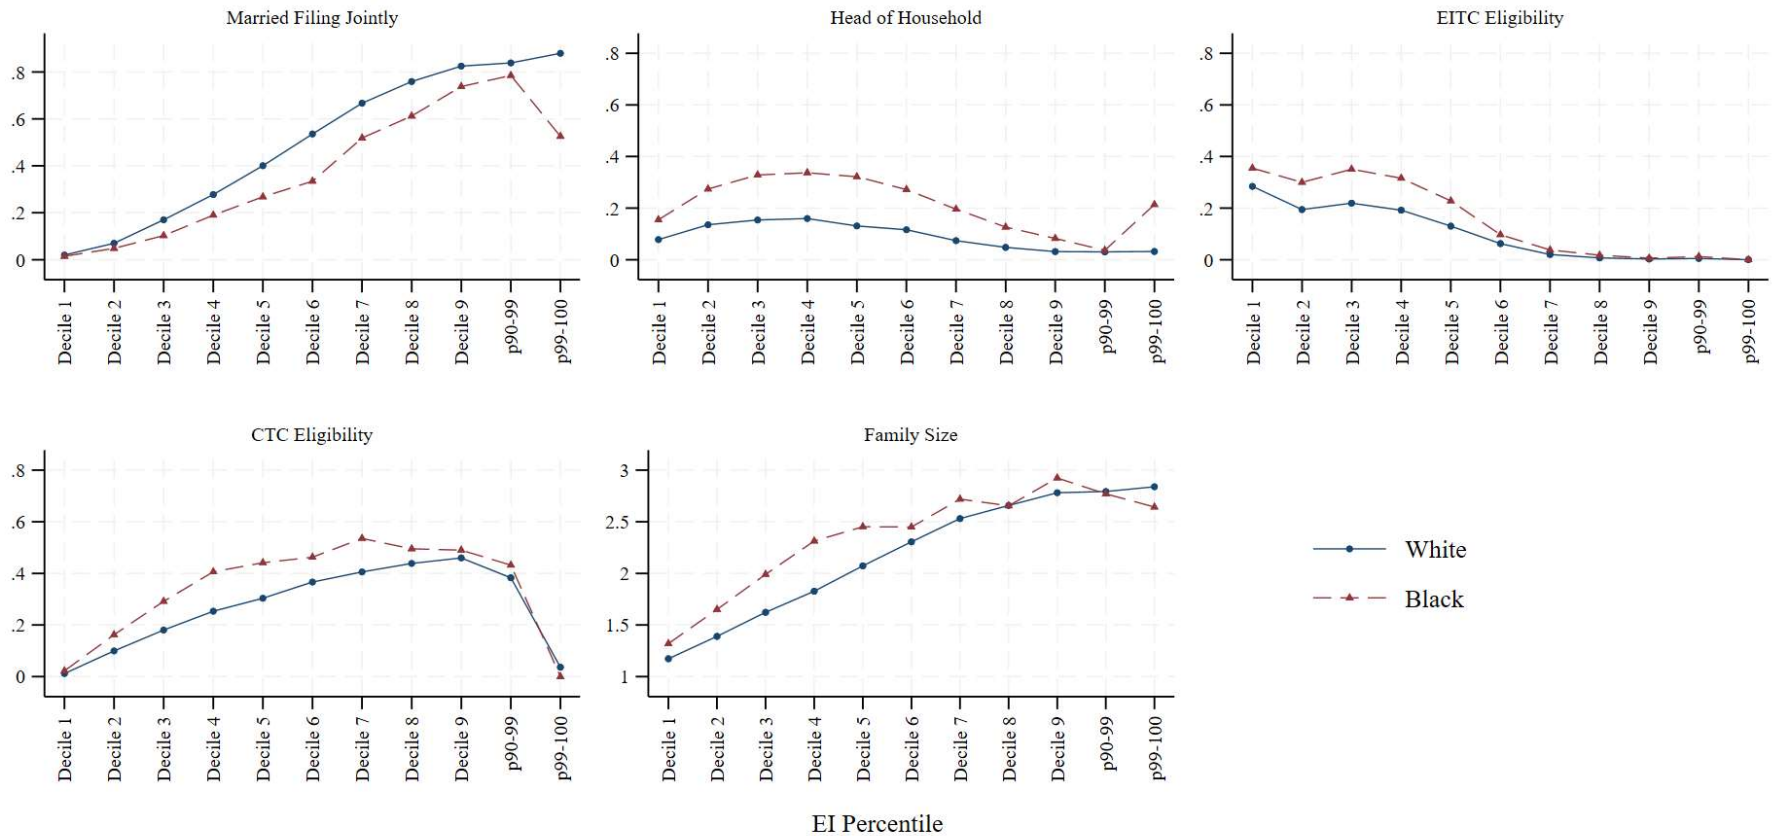 Married Filing Jointly
.8
.6
.4
.2
0
Decile 1
Decile 2
Decile 3
Decile 4
Decile 5
Decile 6
Decile 7
Decile 8
Decile 9
p90-99
p99-100
Head of Household
.8
.6
.4
.2
0
Decile 1
Decile 2
Decile 3
Decile 4
Decile 5
Decile 6
Decile 7
Decile 8
Decile 9
p90-99
p99-100
EITC Eligibility
.8
.6
.4
.2
0
Decile 1
Decile 2
Decile 3
Decile 4
Decile 5
Decile 6
Decile 7
Decile 8
Decile 9
p90-99
p99-100
CTC Eligibility
.8
.6
.4
.2
0
Decile 1
Decile 2
Decile 3
Decile 4
Decile 5
Decile 6
Decile 7
Decile 8
Decile 9
p90-99
p99-100
Family Size
3
2.5
2
1.5
1
Decile 1
Decile 2
Decile 3
Decile 4
Decile 5
Decile 6
Decile 7
Decile 8
Decile 9
p90-99
p99-100
White
Black
EI Percentile